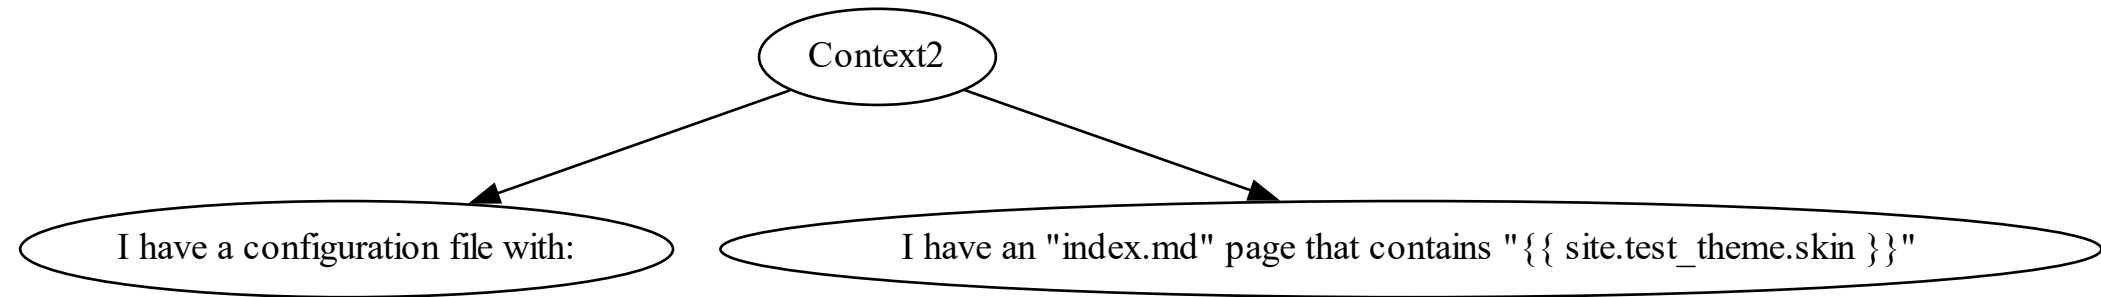 Context2
I have a configuration file with:
I have an "index.md" page that contains "{{ site.test_theme.skin }}"